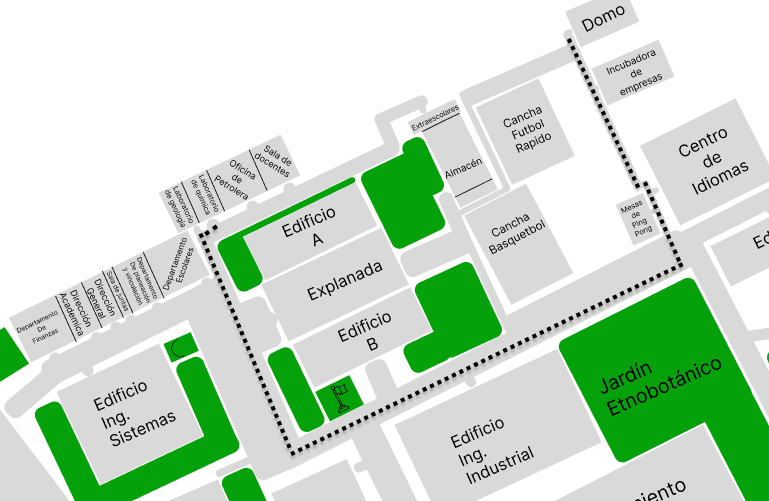 Domo
Incubadora
de
empresas
Cancha
Futbol
Rapido
Extraescolares
Almacén
Centro
de
Idiomas
Sala de
docentes
Oficina
de
Petrolera
Laboratorio
de química
Laboratorio
de geología
Mesas
de
Ping
Pong
Cancha
Basquetbol
Edificio
A
Explanada
Edificio
B
Departamento
Escolares
Departamento
De planeación
y vinculación
Sala de juntas
Dirección
General
Dirección
Academica
Departamento
De
Finanzas
Edificio
Ing.
Sistemas
Jardín
Etnobotánico
Edificio
Ing.
Industrial
Ed
miento